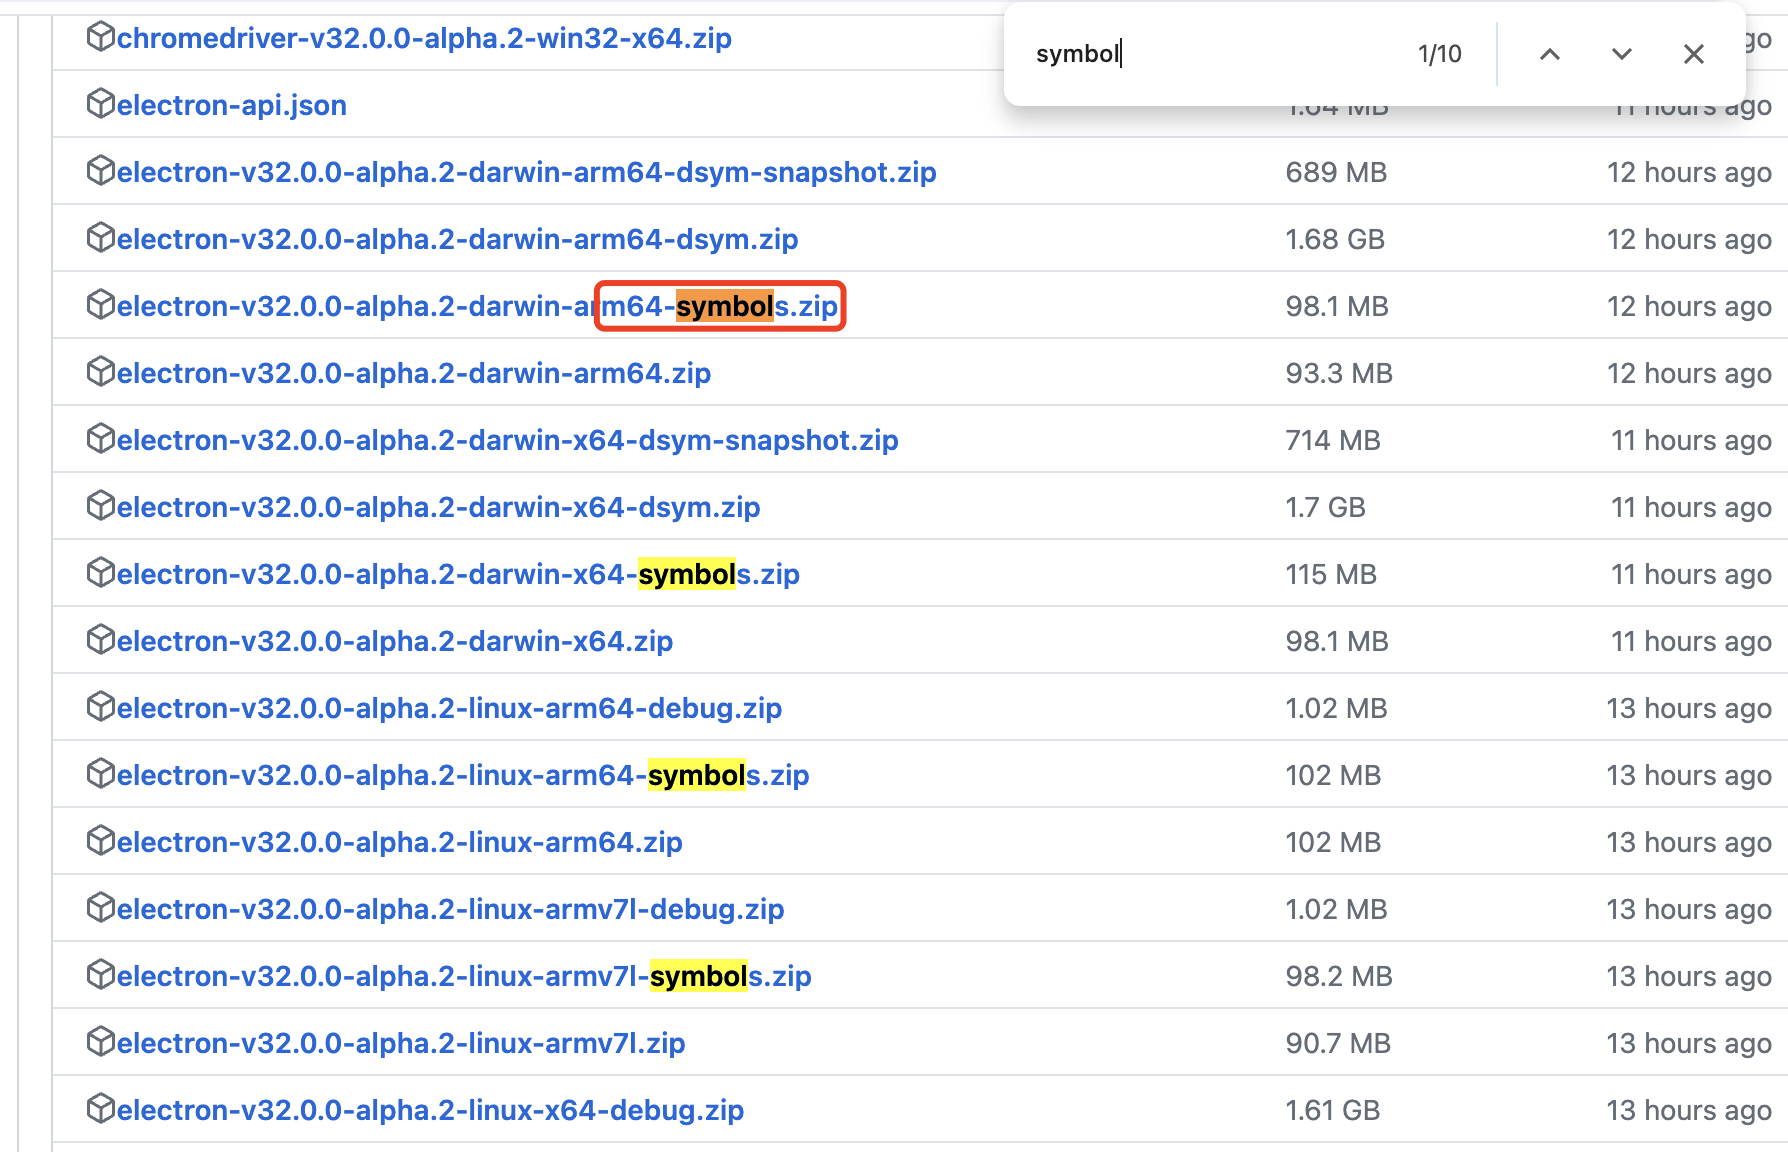 symbol 1/10
chromedriver-v32.0.0-alpha.2-win32-x64.zip go
electron-api.json 1.64 MB 11 hours ago
electron-v32.0.0-alpha.2-darwin-arm64-dsym-snapshot.zip 689 MB 12 hours ago
electron-v32.0.0-alpha.2-darwin-arm64-dsym.zip 1.68 GB 12 hours ago
electron-v32.0.0-alpha.2-darwin-arm64-symbols.zip 98.1 MB 12 hours ago
electron-v32.0.0-alpha.2-darwin-arm64.zip 93.3 MB 12 hours ago
electron-v32.0.0-alpha.2-darwin-x64-dsym-snapshot.zip 714 MB 11 hours ago
electron-v32.0.0-alpha.2-darwin-x64-dsym.zip 1.7 GB 11 hours ago
electron-v32.0.0-alpha.2-darwin-x64-symbols.zip 115 MB 11 hours ago
electron-v32.0.0-alpha.2-darwin-x64.zip 98.1 MB 11 hours ago
electron-v32.0.0-alpha.2-linux-arm64-debug.zip 1.02 MB 13 hours ago
electron-v32.0.0-alpha.2-linux-arm64-symbols.zip 102 MB 13 hours ago
electron-v32.0.0-alpha.2-linux-arm64.zip 102 MB 13 hours ago
electron-v32.0.0-alpha.2-linux-armv7l-debug.zip 1.02 MB 13 hours ago
electron-v32.0.0-alpha.2-linux-armv7l-symbols.zip 98.2 MB 13 hours ago
electron-v32.0.0-alpha.2-linux-armv7l.zip 90.7 MB 13 hours ago
electron-v32.0.0-alpha.2-linux-x64-debug.zip 1.61 GB 13 hours ago